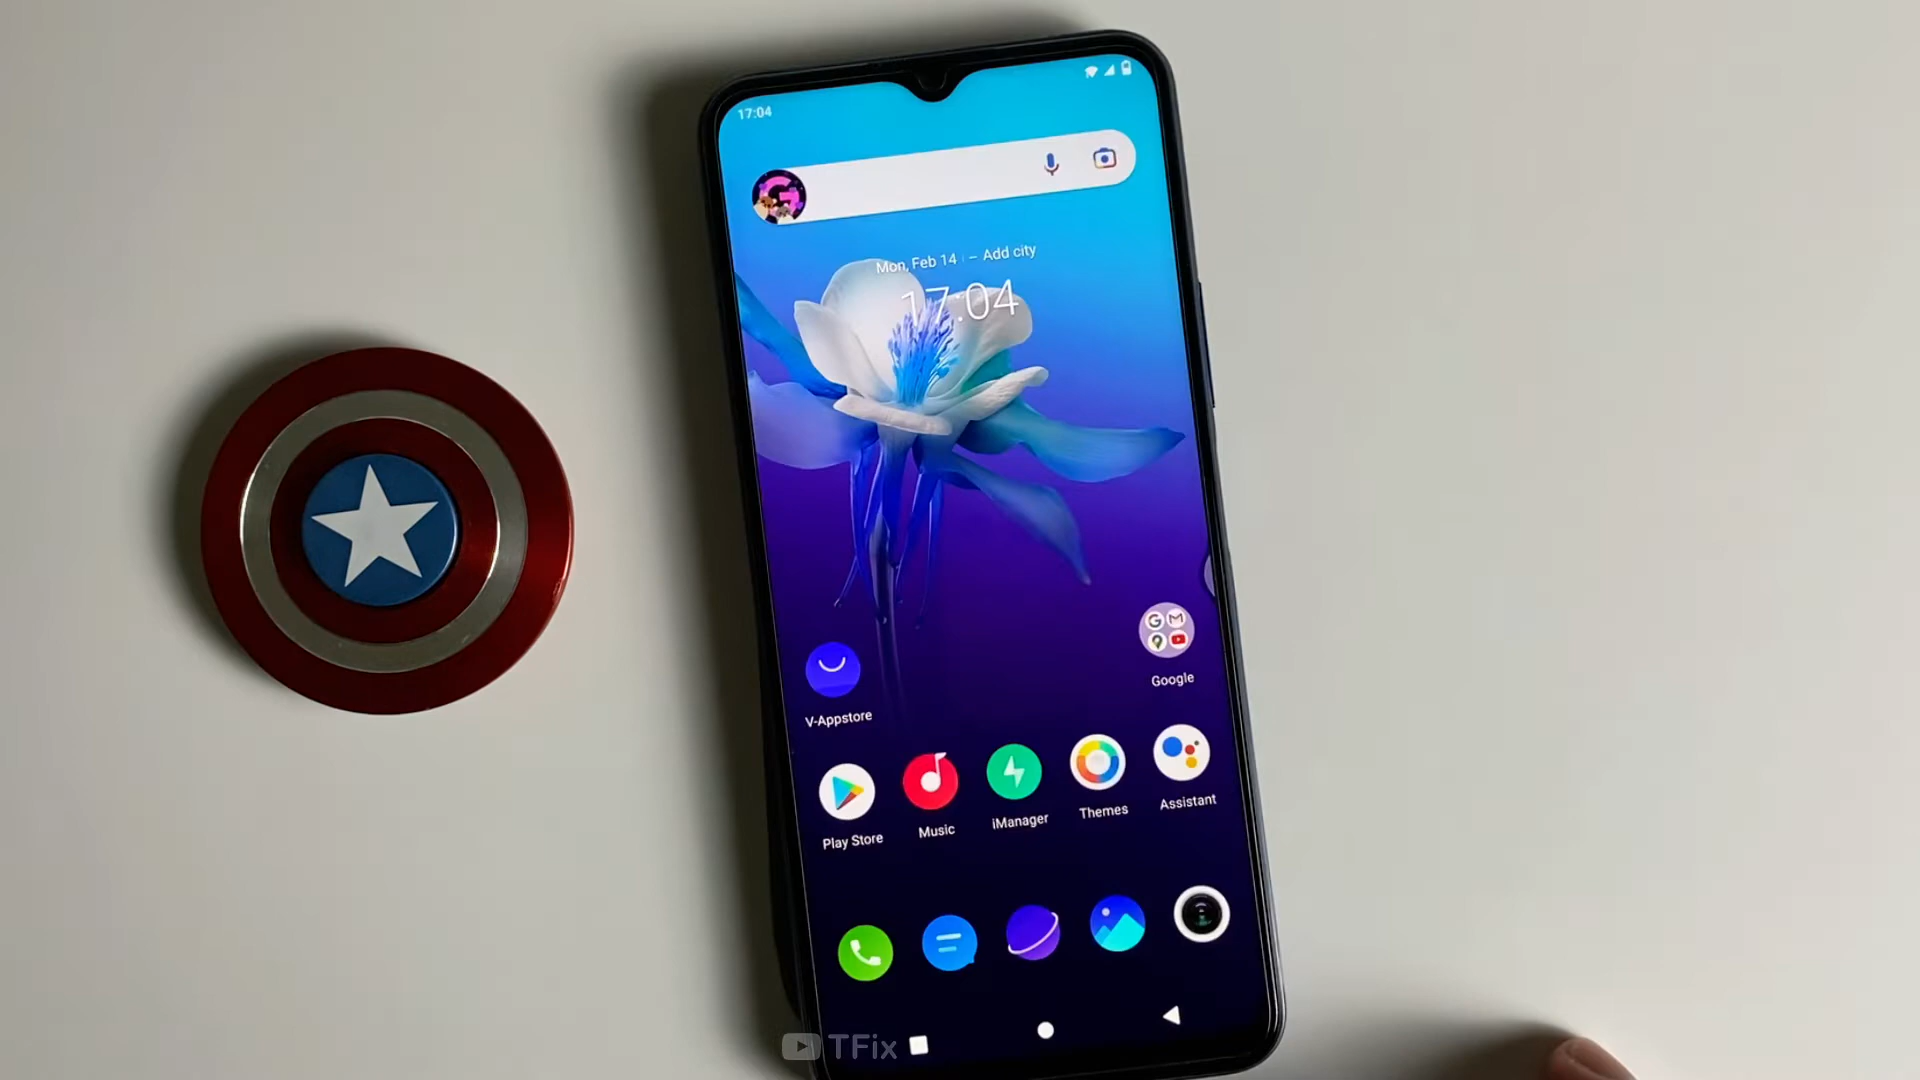 17:04
Mon, Feb 14 – Add city
17:04
V-Appstore
Google
Play Store
Music
iManager
Themes
Assistant
TFix